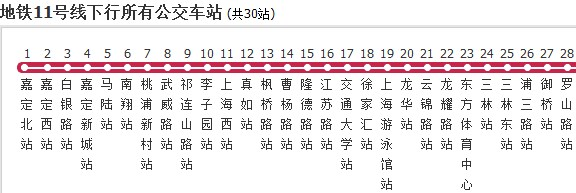 地铁11号线下行所有公交车站 (共30站)
1 2 3 4 5 6 7 8 9 10 11 12 13 14 15 16 17 18 19 20 21 22 23 24 25 26 27 28
嘉定北站
嘉定西站
白银路站
嘉定新城站
马陆站
南翔站
桃浦新村站
武威路站
祁连山路站
李子园站
上海西站
真如站
枫桥路站
曹杨路站
隆德路站
江苏路站
交通大学站
徐家汇站
上海游泳馆站
龙华站
云锦路站
龙耀路站
东方体育中心
三林站
三林东站
浦三路站
御桥站
罗山路站